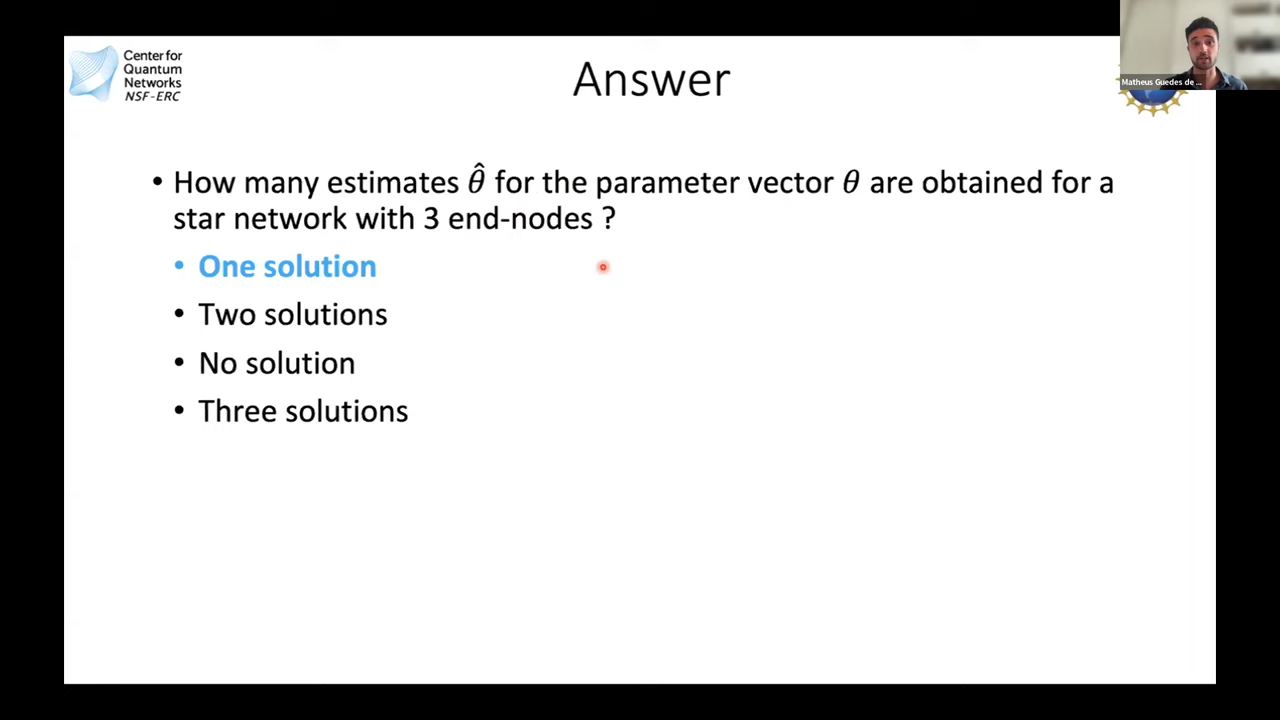 Center for
Quantum
Networks
NSF-ERC
Answer
Matheus Guedes de ...
• How many estimates θ̂ for the parameter vector θ are obtained for a
star network with 3 end-nodes ?
• One solution
• Two solutions
• No solution
• Three solutions